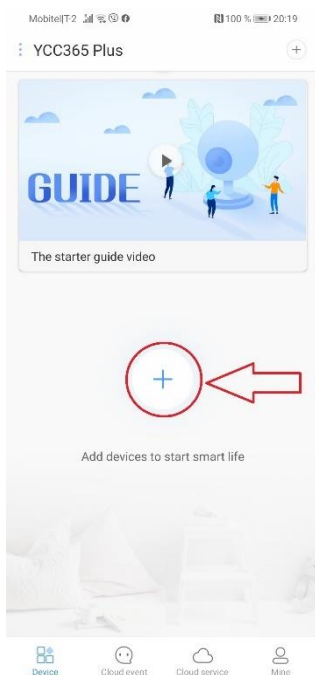 Mobitel|T-2
100 % 20:19
YCC365 Plus
GUIDE
The starter guide video
Add devices to start smart life
Device
Cloud event
Cloud service
Mine